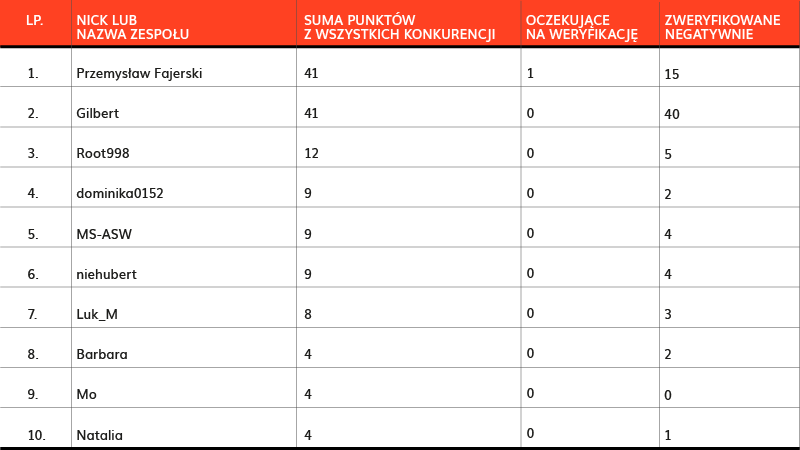 LP. NICK LUB NAZWA ZESPOŁU SUMA PUNKTÓW Z WSZYSTKICH KONKURENCJI OCZEKUJĄCE NA WERYFIKACJĘ ZWERYFIKOWANE NEGATYWNIE
1. Przemysław Fajerski 41 1 15
2. Gilbert 41 0 40
3. Root998 12 0 5
4. dominika0152 9 0 2
5. MS-ASW 9 0 4
6. niehubert 9 0 4
7. Luk_M 8 0 3
8. Barbara 4 0 2
9. Mo 4 0 0
10. Natalia 4 0 1